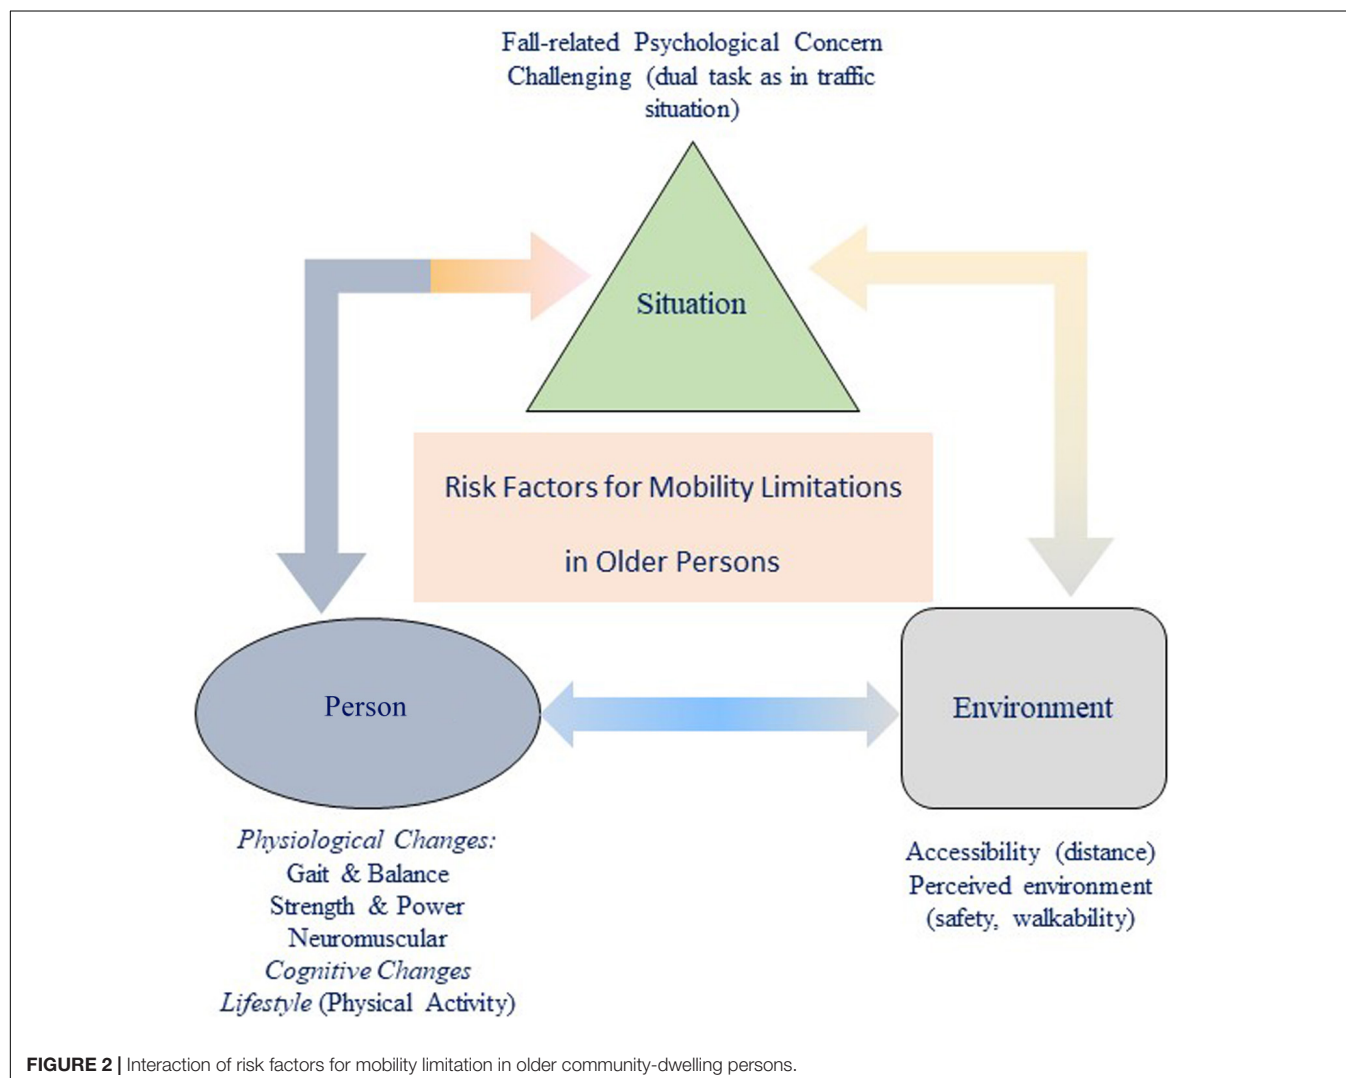 Fall-related Psychological Concern
Challenging (dual task as in traffic
situation)
Situation
Risk Factors for Mobility Limitations
in Older Persons
Person
Environment
Physiological Changes:
Gait & Balance
Strength & Power
Neuromuscular
Cognitive Changes
Lifestyle (Physical Activity)
Accessibility (distance)
Perceived environment
(safety, walkability)
FIGURE 2 | Interaction of risk factors for mobility limitation in older community-dwelling persons.